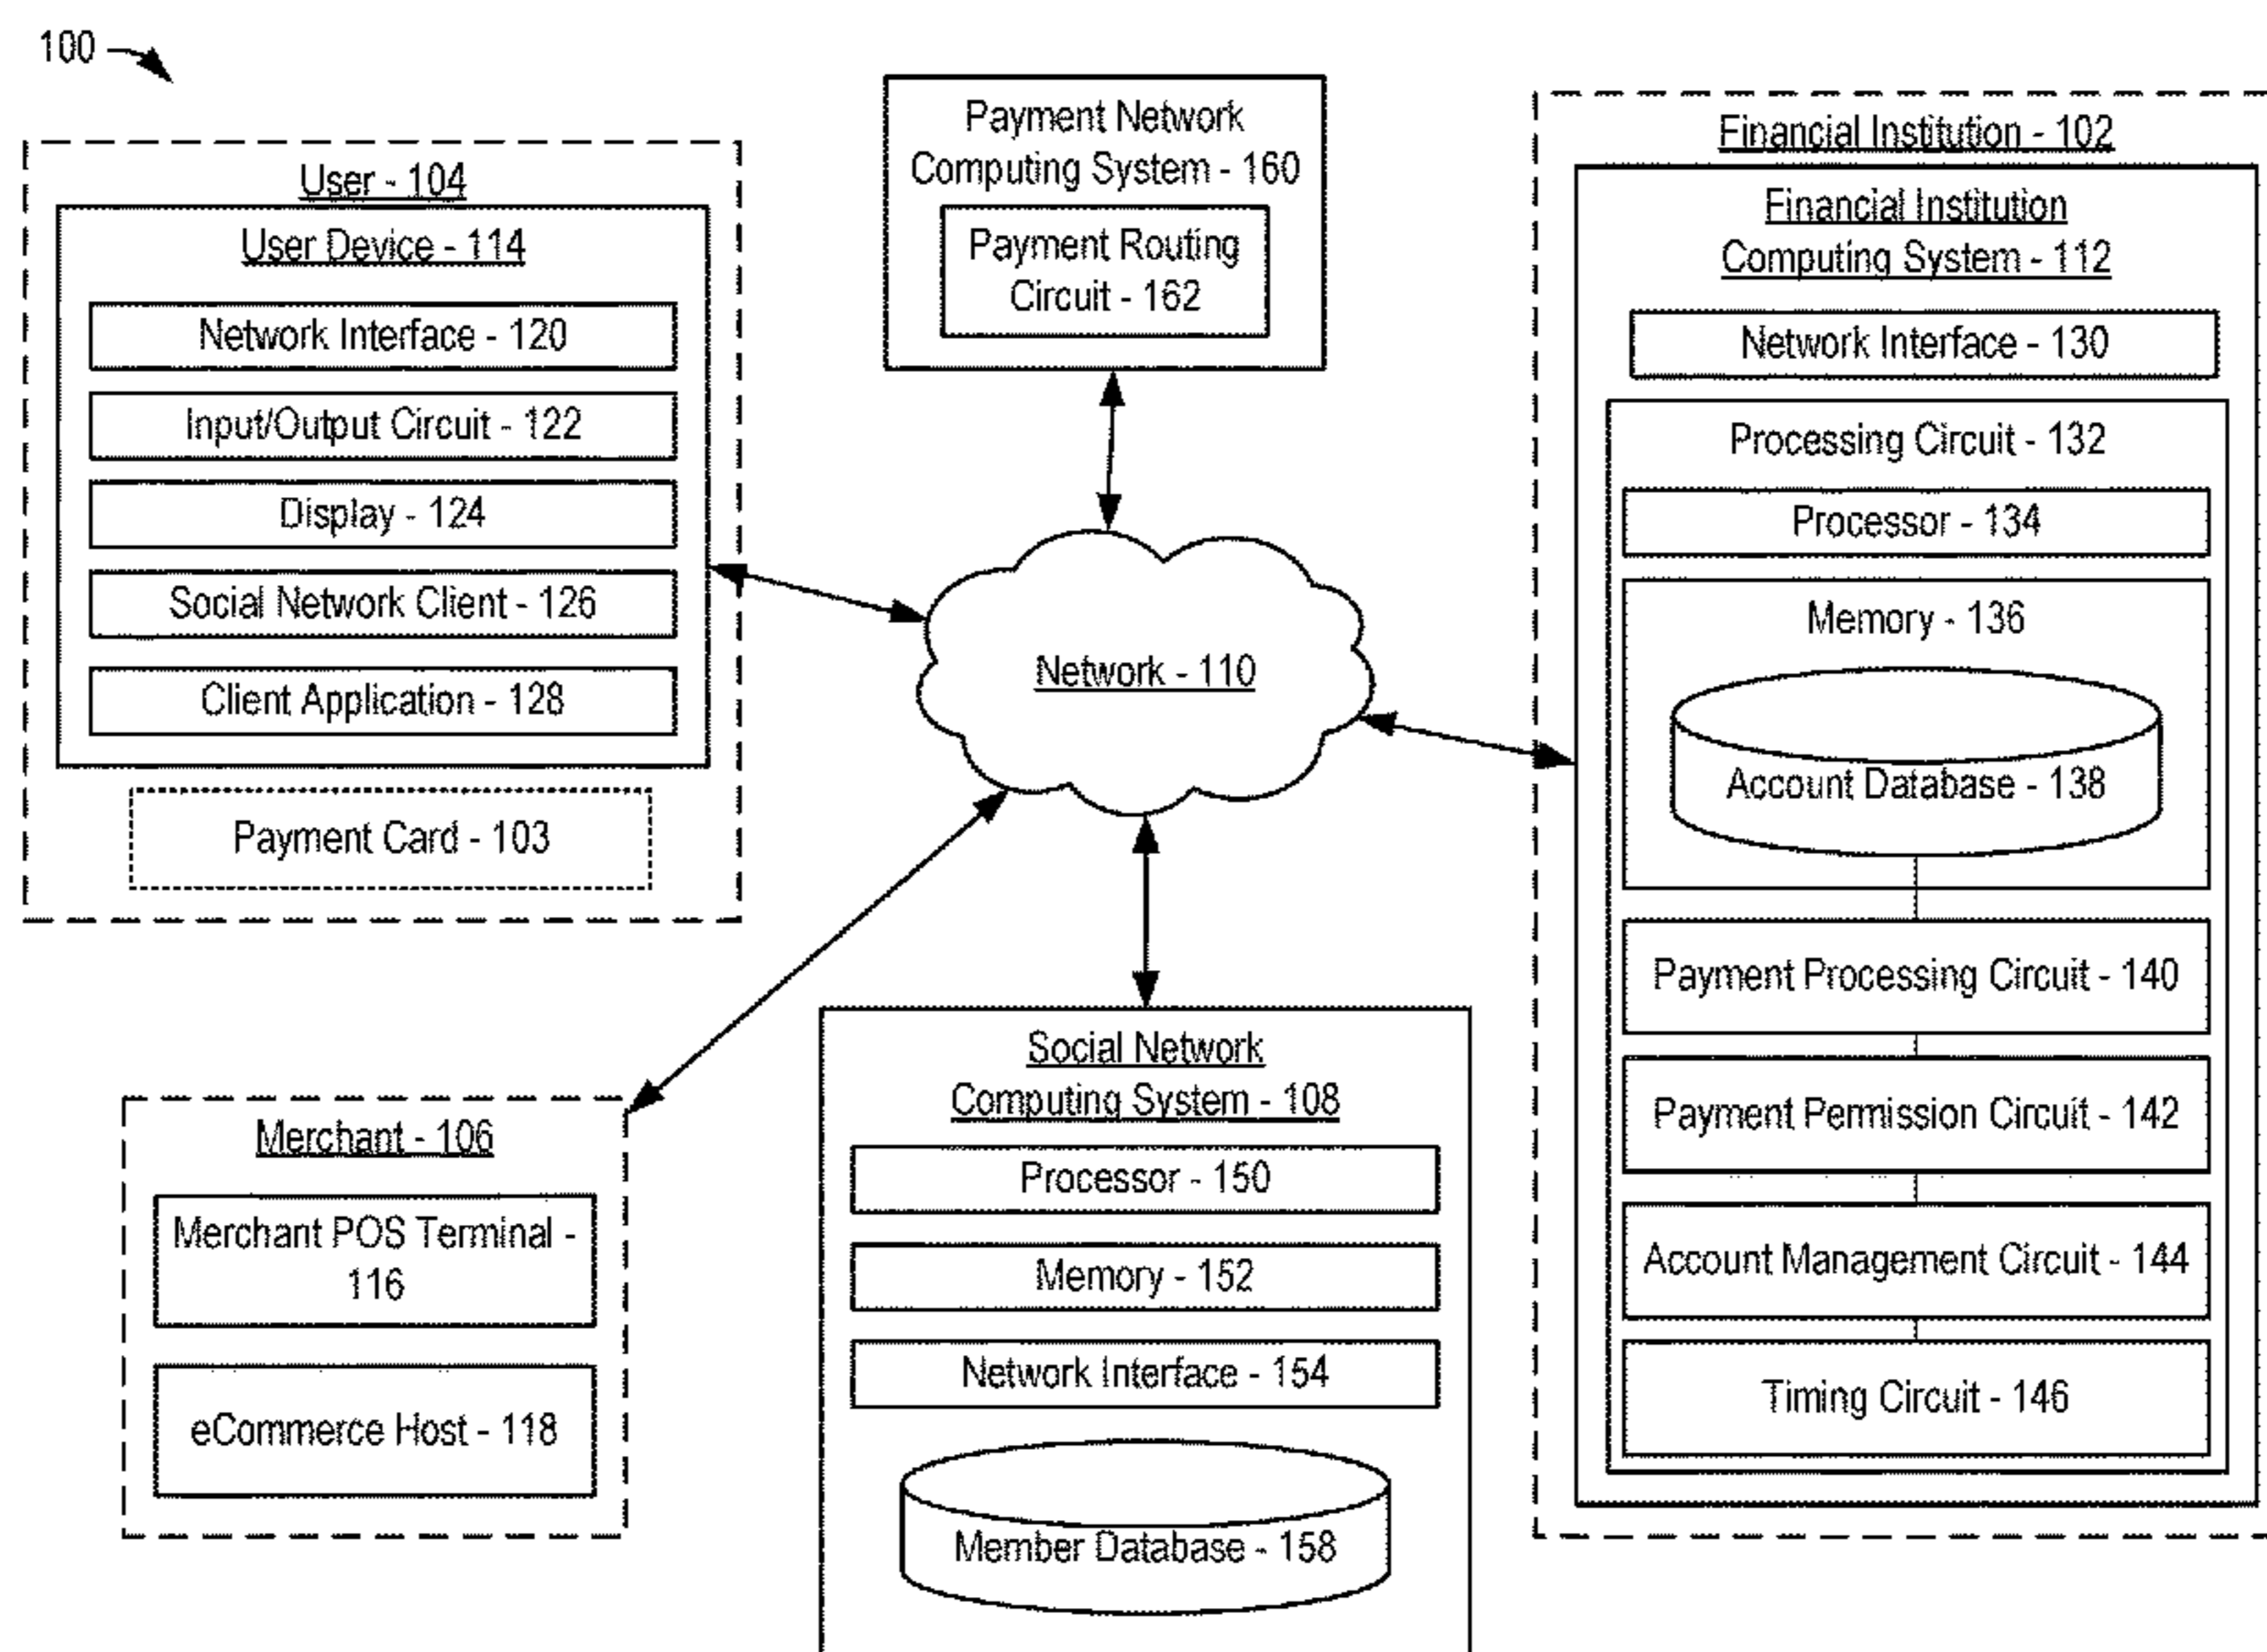 100
User - 104
User Device - 114
Network Interface - 120
Input/Output Circuit - 122
Display - 124
Social Network Client - 126
Client Application - 128
Payment Card - 103
Payment Network
Computing System - 160
Payment Routing
Circuit - 162
Network - 110
Merchant - 106
Merchant POS Terminal -
116
eCommerce Host - 118
Social Network
Computing System - 108
Processor - 150
Memory - 152
Network Interface - 154
Member Database - 158
Financial Institution - 102
Financial Institution
Computing System - 112
Network Interface - 130
Processing Circuit - 132
Processor - 134
Memory - 136
Account Database - 138
Payment Processing Circuit - 140
Payment Permission Circuit - 142
Account Management Circuit - 144
Timing Circuit - 146